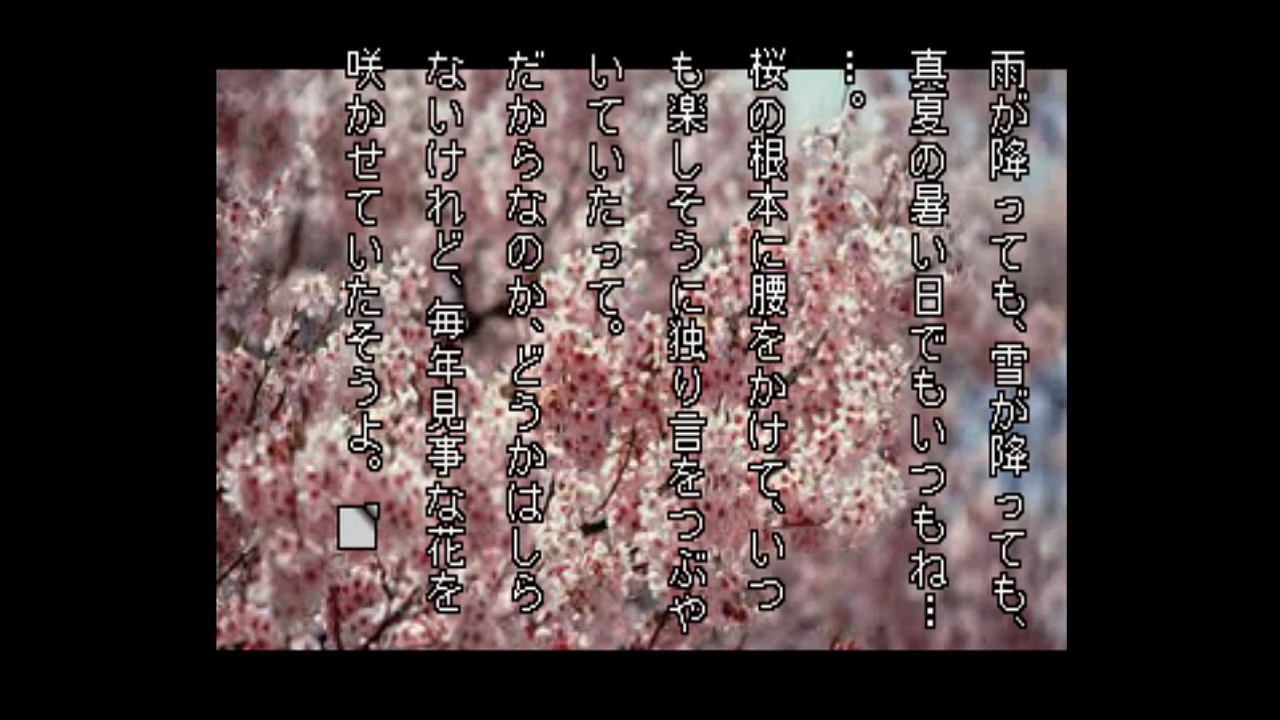 雨が降っても、雪が降っても、
真夏の暑い日でもいつもね…
…。
桜の根本に腰をかけて、いつ
も楽しそうに独り言をつぶや
いていたって。
だからなのか、どうかはしら
ないけれど、毎年見事な花を
咲かせていたそうよ。